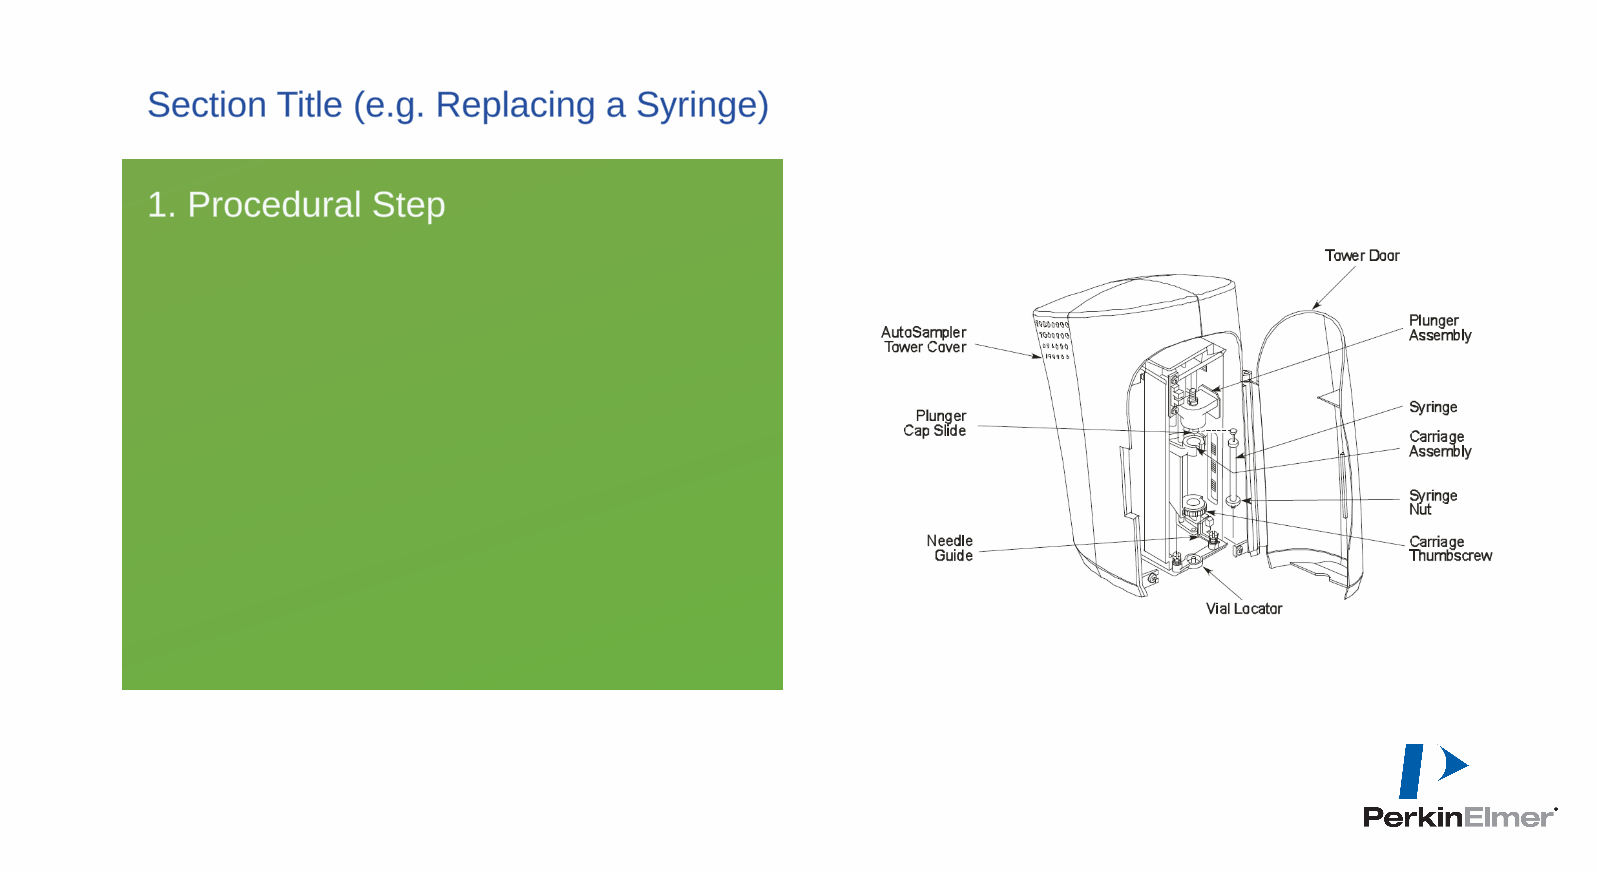 Section Title (e.g. Replacing a Syringe)
1. Procedural Step
Tower Door
AutoSampler
Tower Cover
Plunger
Assembly
Plunger
Cap Slide
Syringe
Carriage
Assembly
Syringe
Nut
Needle
Guide
Carriage
Thumbscrew
Vial Locator
PerkinElmer